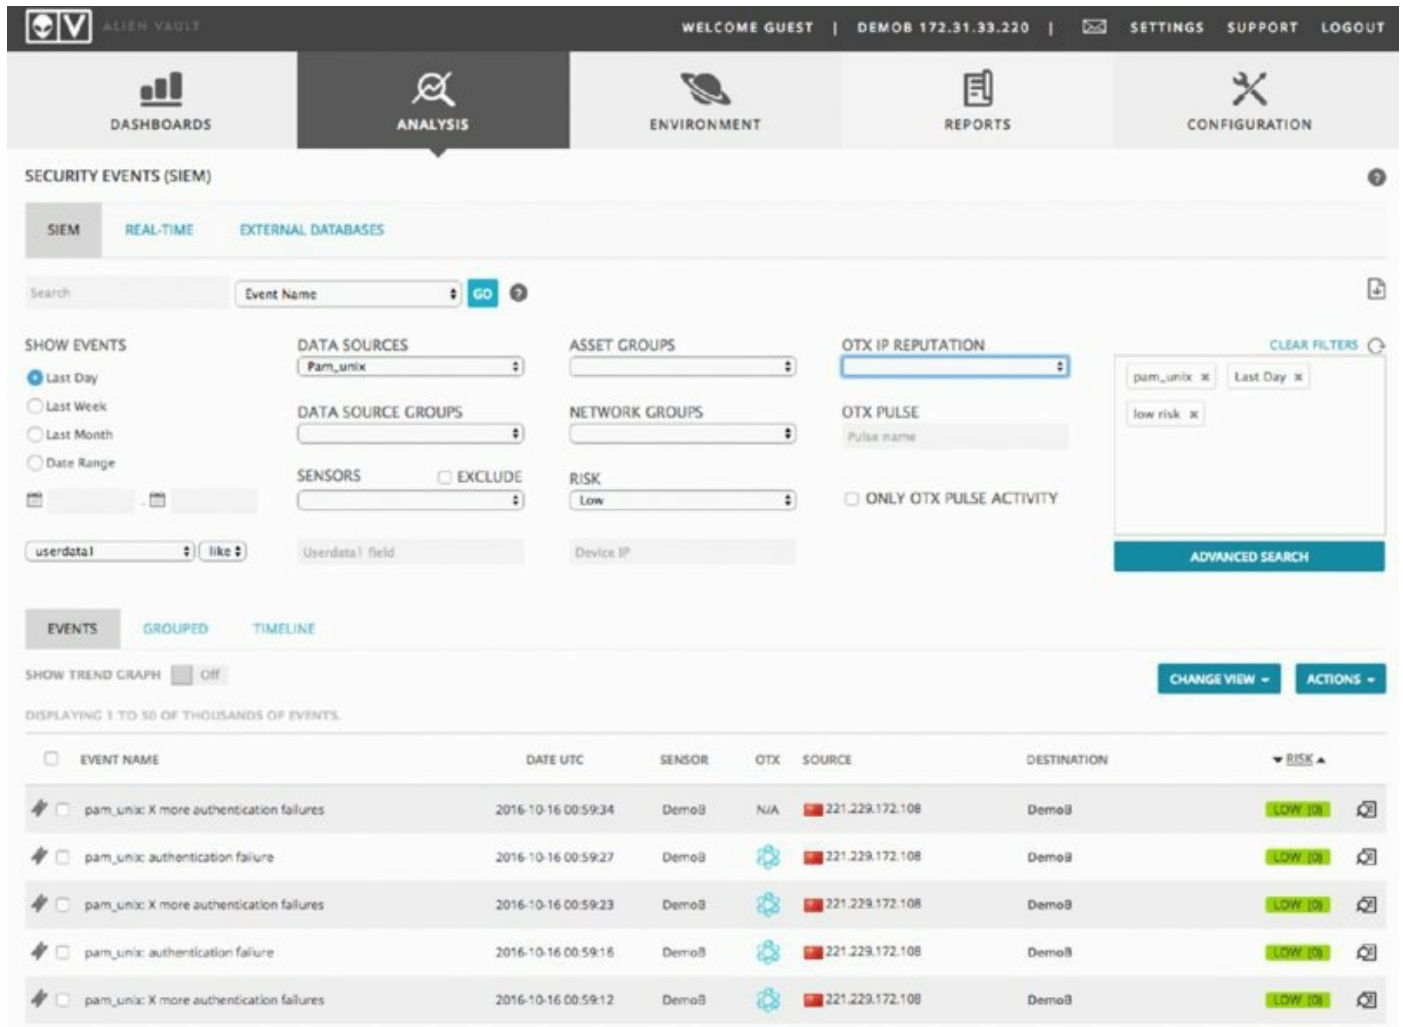 ALIEN VAULT WELCOME GUEST | DEMOB 172.31.33.220 | SETTINGS SUPPORT LOGOUT
DASHBOARDS ANALYSIS ENVIRONMENT REPORTS CONFIGURATION
SECURITY EVENTS (SIEM)
SIEM REAL-TIME EXTERNAL DATABASES
Search Event Name GO
SHOW EVENTS DATA SOURCES ASSET GROUPS OTX IP REPUTATION CLEAR FILTERS
Last Day Pam_unix pam_unix × Last Day ×
Last Week DATA SOURCE GROUPS NETWORK GROUPS OTX PULSE low risk ×
Last Month Pulse name
Date Range SENSORS EXCLUDE RISK
- Low ONLY OTX PULSE ACTIVITY
userdata1 like Userdata1 field Device IP ADVANCED SEARCH
EVENTS GROUPED TIMELINE
SHOW TREND GRAPH Off CHANGE VIEW ACTIONS
DISPLAYING 1 TO 50 OF THOUSANDS OF EVENTS.
EVENT NAME DATE UTC SENSOR OTX SOURCE DESTINATION RISK
pam_unix: X more authentication failures 2016-10-16 00:59:34 DemoB N/A 221.229.172.108 DemoB LOW (0)
pam_unix: authentication failure 2016-10-16 00:59:27 DemoB 221.229.172.108 DemoB LOW (0)
pam_unix: X more authentication failures 2016-10-16 00:59:23 DemoB 221.229.172.108 DemoB LOW (0)
pam_unix: authentication failure 2016-10-16 00:59:16 DemoB 221.229.172.108 DemoB LOW (0)
pam_unix: X more authentication failures 2016-10-16 00:59:12 DemoB 221.229.172.108 DemoB LOW (0)